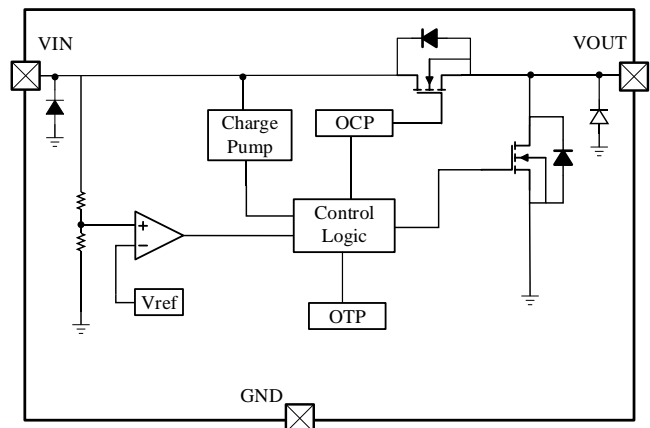 VIN
VOUT
Charge
Pump
OCP
Control
Logic
+
−
Vref
OTP
GND